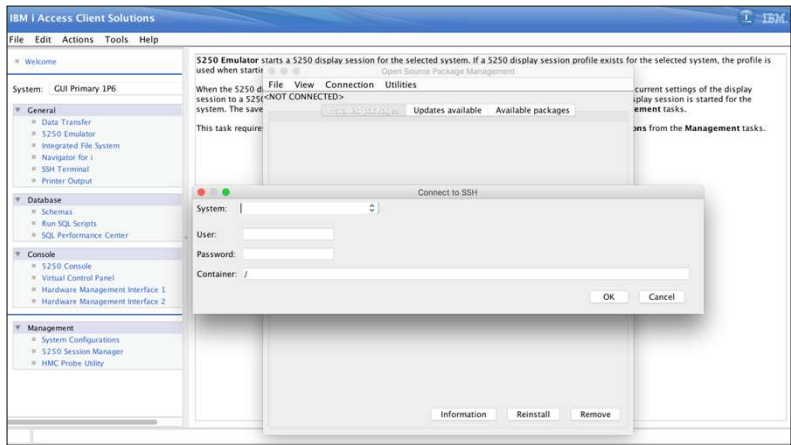 IBM i Access Client Solutions
IBM.
File Edit Actions Tools Help
Welcome
System: GUI Primary 1P6
General
Data Transfer
5250 Emulator
Integrated File System
Navigator for i
SSH Terminal
Printer Output
Database
Schemas
Run SQL Scripts
SQL Performance Center
Console
5250 Console
Virtual Control Panel
Hardware Management Interface 1
Hardware Management Interface 2
Management
System Configurations
5250 Session Manager
HMC Probe Utility
5250 Emulator starts a 5250 display session for the selected system. If a 5250 display session profile exists for the selected system, the profile is
used when startin
When the 5250 di current settings of the display
session to a 525 splay session is started for the
system. The save ement tasks.
This task require ons from the Management tasks.
Open Source Package Management
File View Connection Utilities
<NOT CONNECTED>
Installed packages Updates available Available packages
Connect to SSH
System:
User:
Password:
Container: /
OK Cancel
Information Reinstall Remove